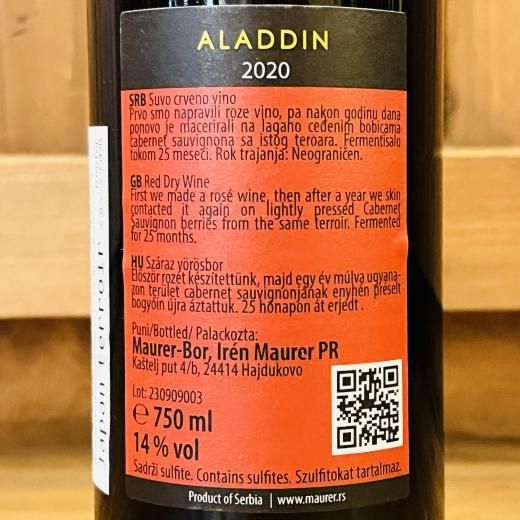 ALADDIN
2020
SRB Suvo crveno vino
Prvo smo napravili roze vino, pa nakon godinu dana
ponovo je macerirali na lagaho ceđenim bobicama
cabernet sauvignona sa istog teroara. Fermentisalo
tokom 25 meseci. Rok trajanja: Neograničen.
GB Red Dry Wine
First we made a rosé wine, then after a year we skin
contacted it again on lightly pressed Cabernet
Sauvignon berries from the same terroir. Fermented
for 25 months.
HU Száraz yörösbor
Először rozét készítettünk, majd egy év múlva ugyana-
zon terület cabernet sauvignonjának enyhén préselt
bogyóin újra áztattuk. 25 hónapon át érjedt .
Puni/Bottled/ Palackozta:
Maurer-Bor, Irén Maurer PR
Kaštelj put 4/b, 24414 Hajdukovo
Lot: 230909003
℮ 750 ml
14 % vol
Sadrži sulfite. Contains sulfites. Szulfitokat tartalmaz.
Product of Serbia | www.maurer.rs
Japan terroir